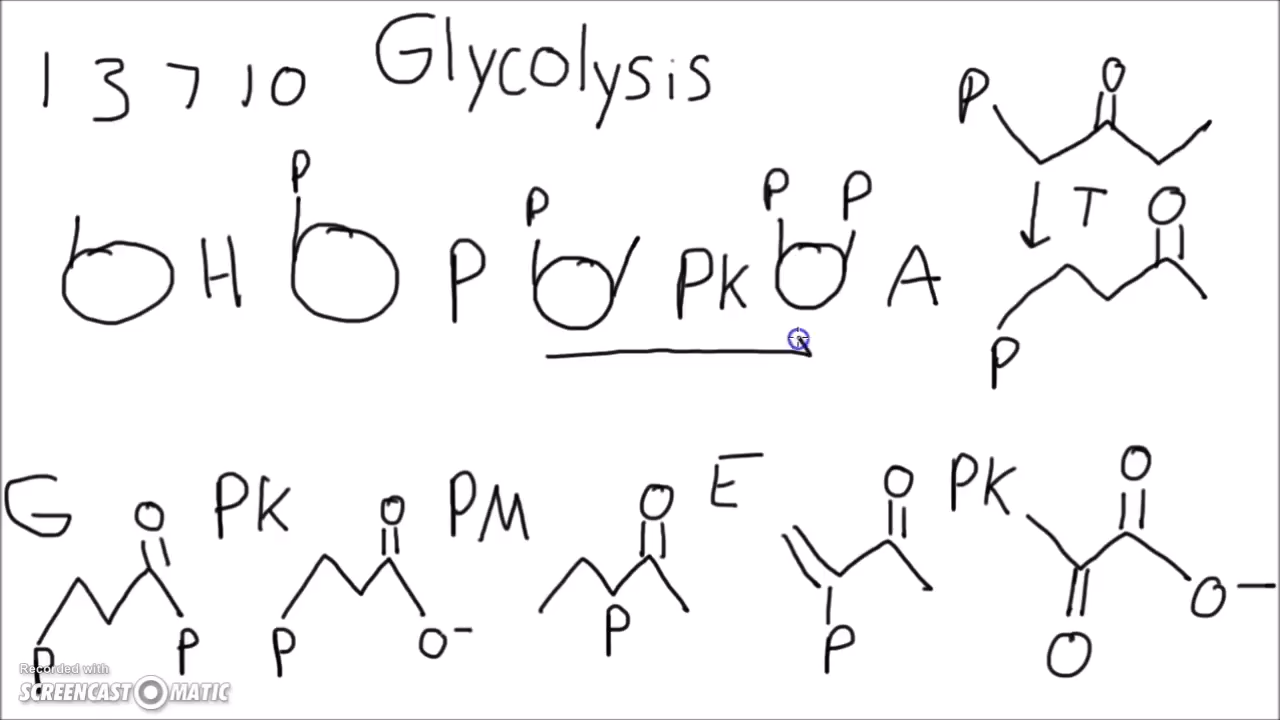 1 3 7 10 Glycolysis
P O
P P P P T O
H P PK A
P
G PK PM E PK O
O O O O
P P P O- P P O O-
Recorded with
SCREENCAST-O-MATIC